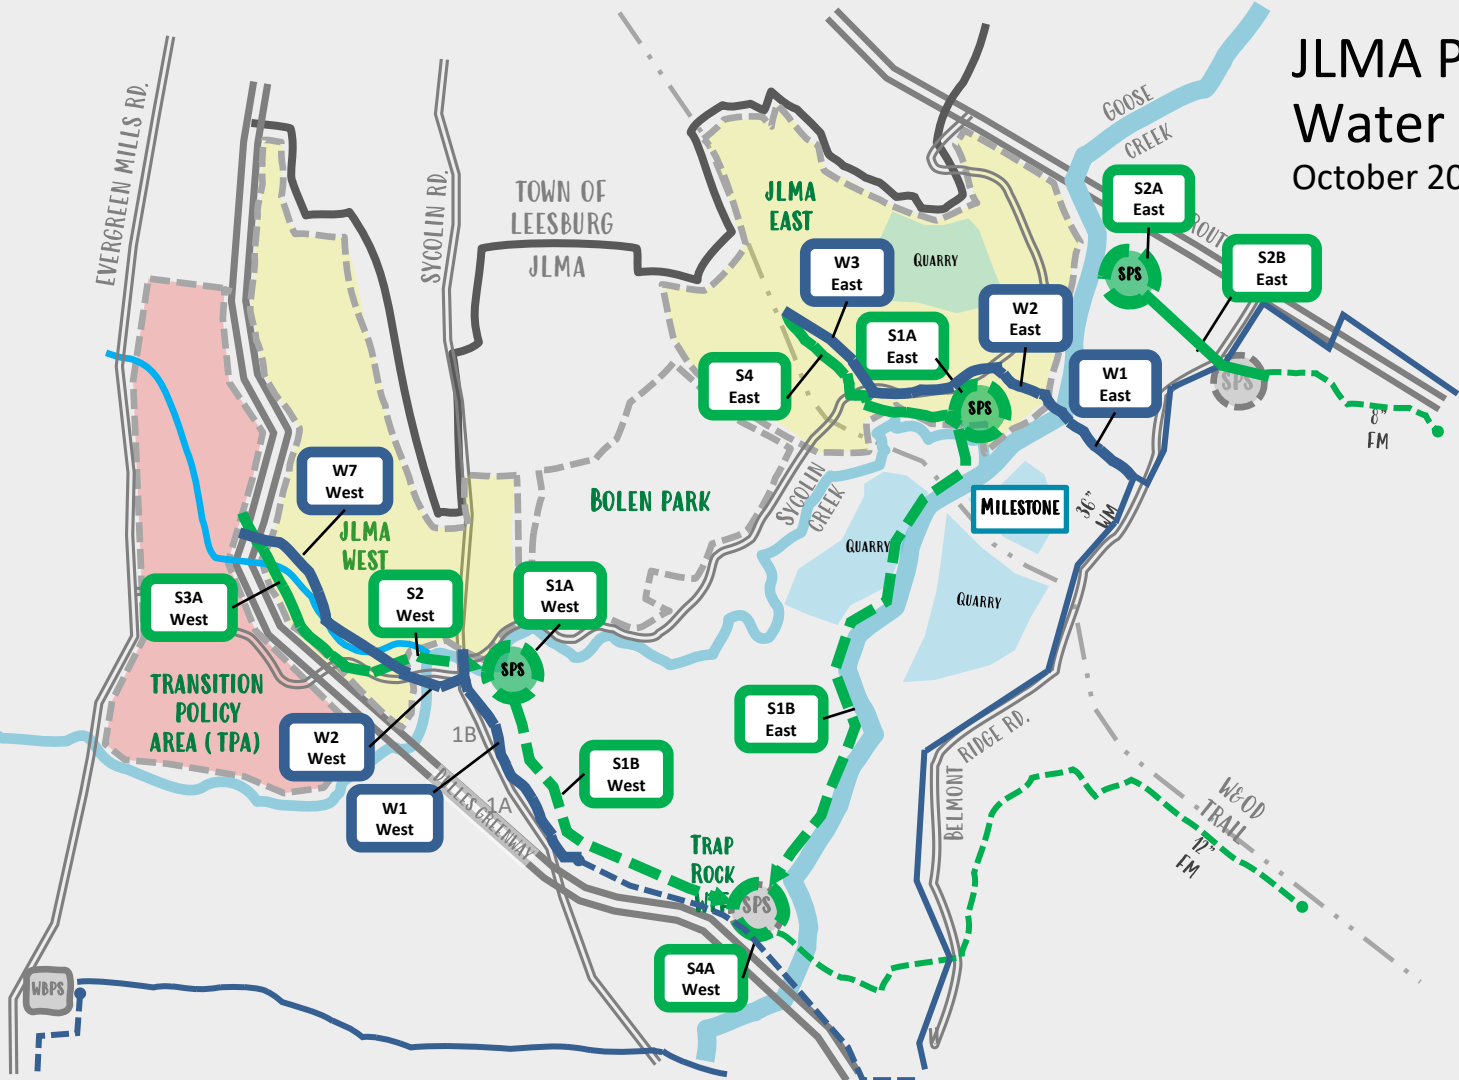 JLMA P
Water
October 20
GOOSE
CREEK
EVERGREEN MILLS RD.
SYCOLIN RD.
TOWN OF
LEESBURG
JLMA
JLMA
EAST
QUARRY
S2A
East
ROUT
S2B
East
W3
East
W2
East
S1A
East
S4
East
W1
East
SPS
SPS
SPS
8"
FM
W7
West
JLMA
WEST
BOLEN PARK
SYCOLIN
CREEK
MILESTONE
36"
WM
QUARRY
QUARRY
S3A
West
S2
West
S1A
West
SPS
TRANSITION
POLICY
AREA ( TPA)
W2
West
1B
S1B
West
S1B
East
W1
West
1A
DULLES GREENWAY
BELMONT RIDGE RD.
W&OD
TRAIL
12"
FM
TRAP
ROCK
SPS
S4A
West
WBPS